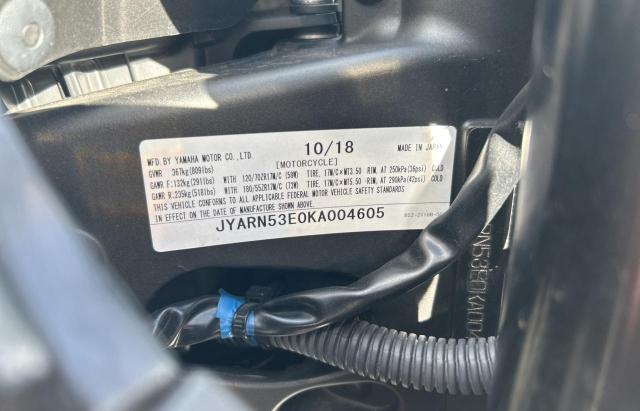 MFD.BY YAMAHA MOTOR CO.,LTD. 10/18 MADE IN JAPAN
[MOTORCYCLE]
GVWR 367kg(809lbs)
GAWR F:132kg(291lbs) WITH 120/70ZR17M/C (58W) TIRE, 17M/C×MT3.50 RIM, AT 250kPa(36psi) COLD
GAWR R:235kg(518lbs) WITH 180/55ZR17M/C (73W) TIRE, 17M/C×MT5.50 RIM, AT 290kPa(42psi) COLD
THIS VEHICLE CONFORMS TO ALL APPLICABLE FEDERAL MOTOR VEHICLE SAFETY STANDARDS
IN EFFECT ON THE DATE OF MANUFACTURE SHOWN ABOVE.
JYARN53E0KA004605
N53E0KA004